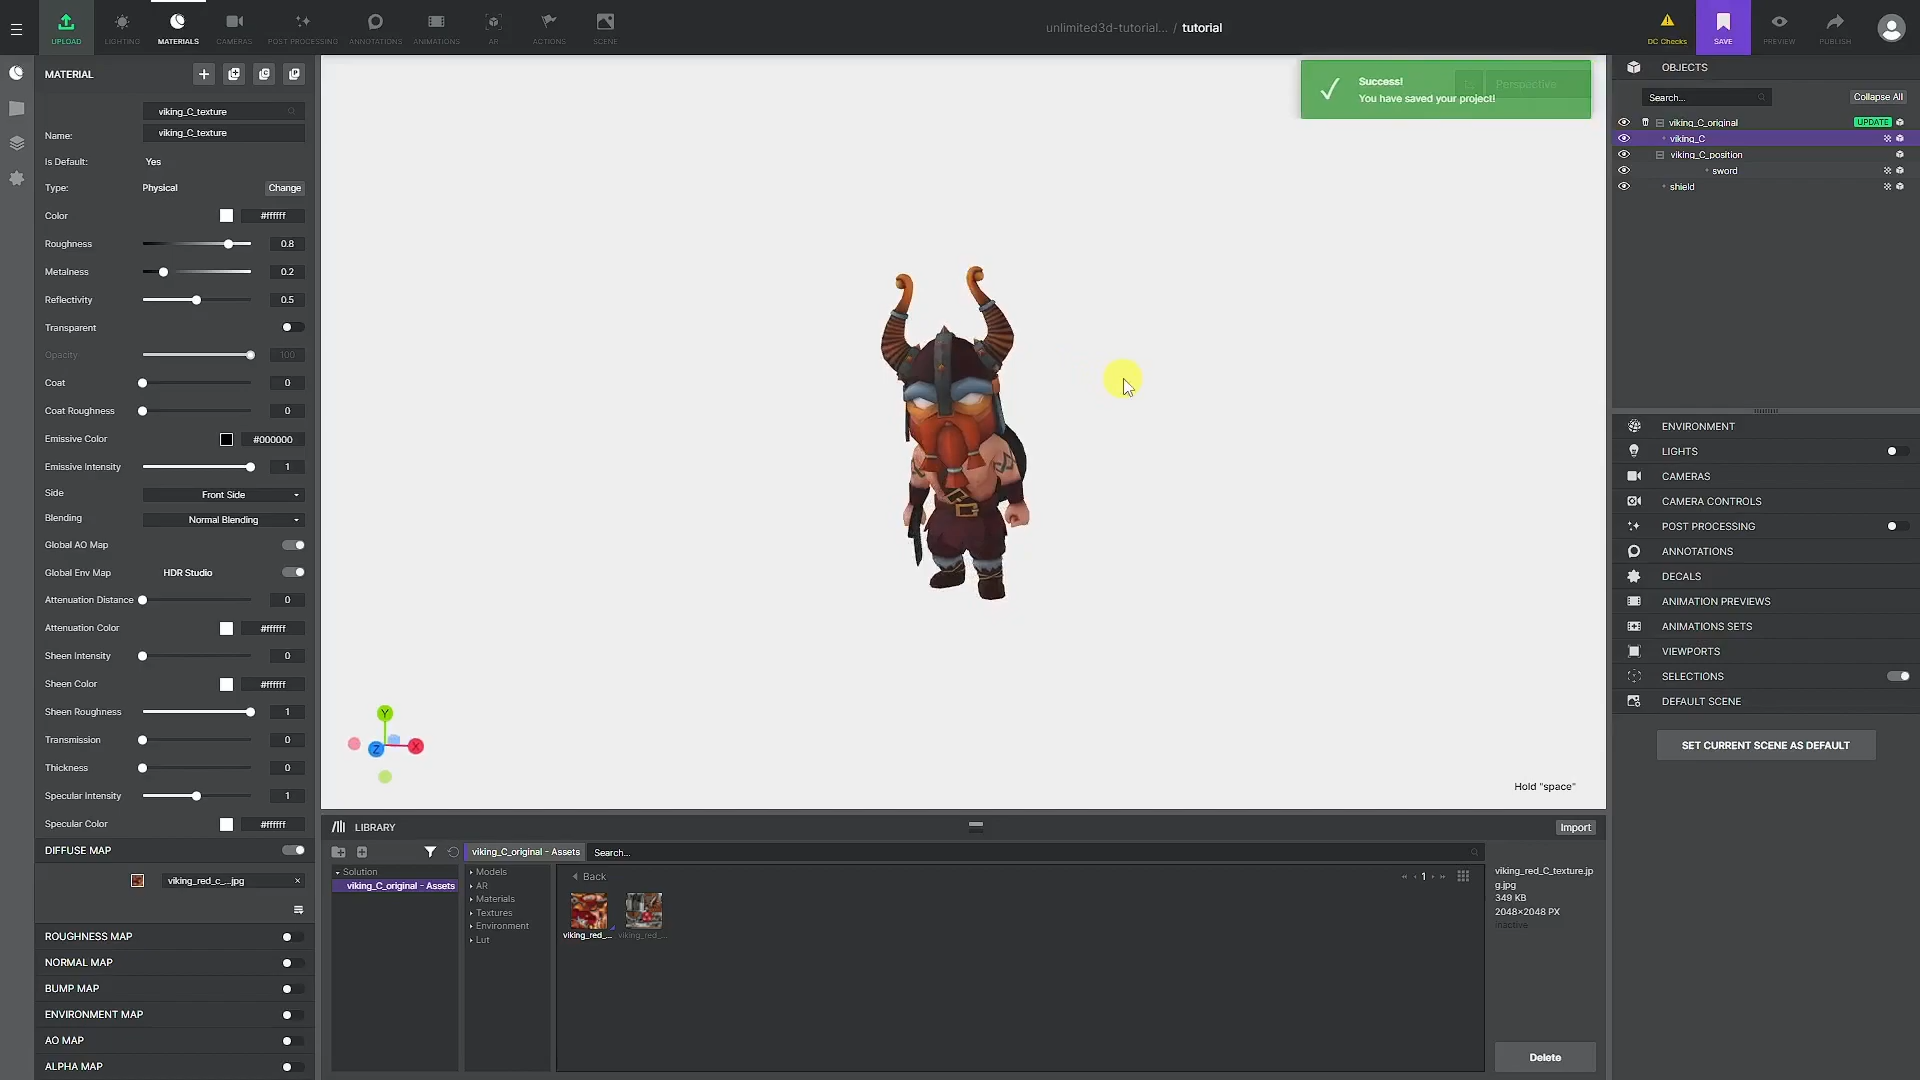 UPLOAD
LIGHTING
MATERIALS
CAMERAS
POST PROCESSING
ANNOTATIONS
ANIMATIONS
AR
ACTIONS
SCENE
unlimited3d-tutorial... / tutorial
DC Checks
SAVE
PREVIEW
PUBLISH
MATERIAL
viking_C_texture
Name:
viking_C_texture
Is Default:
Yes
Type:
Physical
Change
Color
#ffffff
Roughness
0.8
Metalness
0.2
Reflectivity
0.5
Transparent
Opacity
100
Coat
0
Coat Roughness
0
Emissive Color
#000000
Emissive Intensity
1
Side
Front Side
Blending
Normal Blending
Global AO Map
Global Env Map
HDR Studio
Attenuation Distance
0
Attenuation Color
#ffffff
Sheen Intensity
0
Sheen Color
#ffffff
Sheen Roughness
1
Transmission
0
Thickness
0
Specular Intensity
1
Specular Color
#ffffff
DIFFUSE MAP
viking_red_c_...jpg
×
ROUGHNESS MAP
NORMAL MAP
BUMP MAP
ENVIRONMENT MAP
AO MAP
ALPHA MAP
Success!
You have saved your project!
Perspective
Y
Z
X
Hold "space"
LIBRARY
Import
viking_C_original - Assets
Search...
Solution
viking_C_original - Assets
Models
AR
Materials
Textures
Environment
Lut
Back
1
viking_red_...
viking_red_...
viking_red_C_texture.jp
g.jpg
349 KB
2048×2048 PX
Inactive
Delete
OBJECTS
Search...
Collapse All
viking_C_original
UPDATE
viking_C
viking_C_position
sword
shield
ENVIRONMENT
LIGHTS
CAMERAS
CAMERA CONTROLS
POST PROCESSING
ANNOTATIONS
DECALS
ANIMATION PREVIEWS
ANIMATIONS SETS
VIEWPORTS
SELECTIONS
DEFAULT SCENE
SET CURRENT SCENE AS DEFAULT